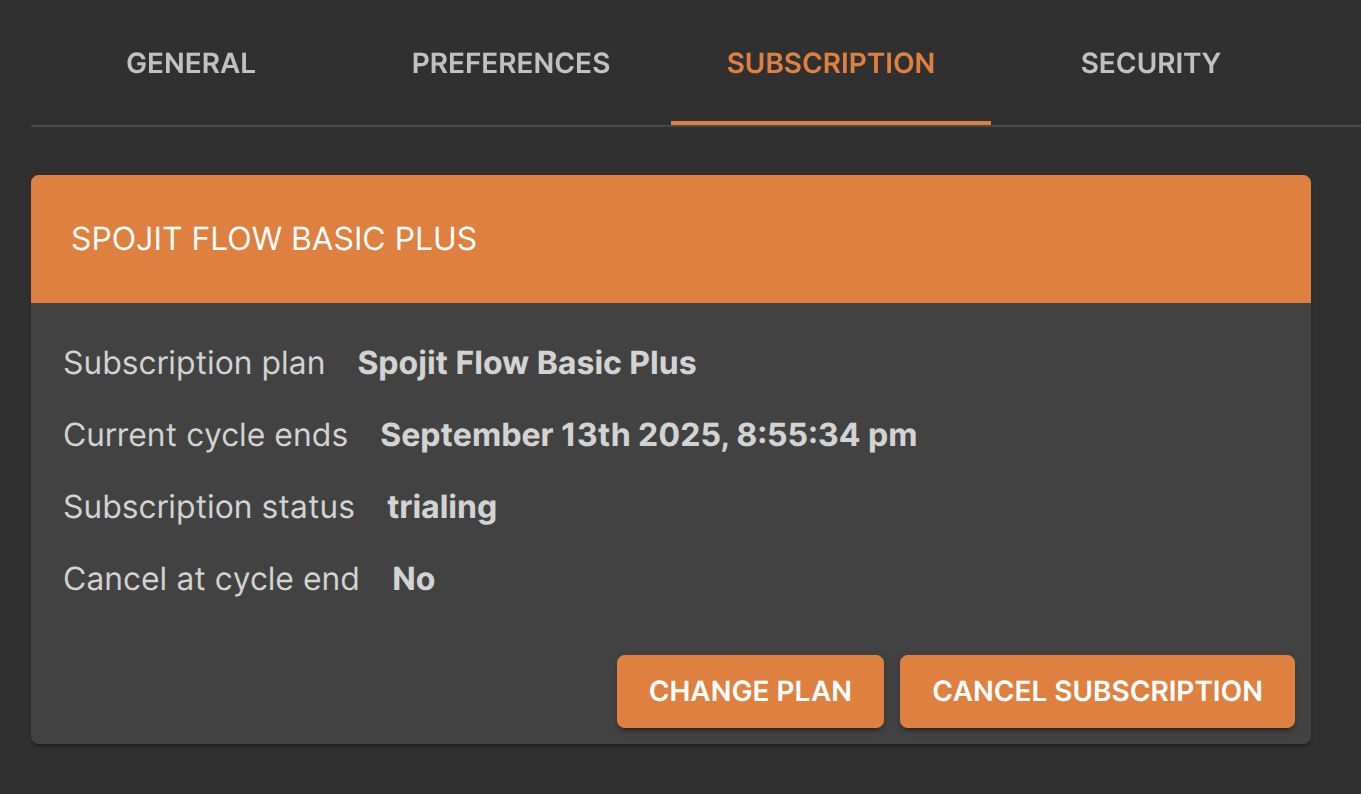 GENERAL PREFERENCES SUBSCRIPTION SECURITY
SPOJIT FLOW BASIC PLUS
Subscription plan Spojit Flow Basic Plus
Current cycle ends September 13th 2025, 8:55:34 pm
Subscription status trialing
Cancel at cycle end No
CHANGE PLAN CANCEL SUBSCRIPTION